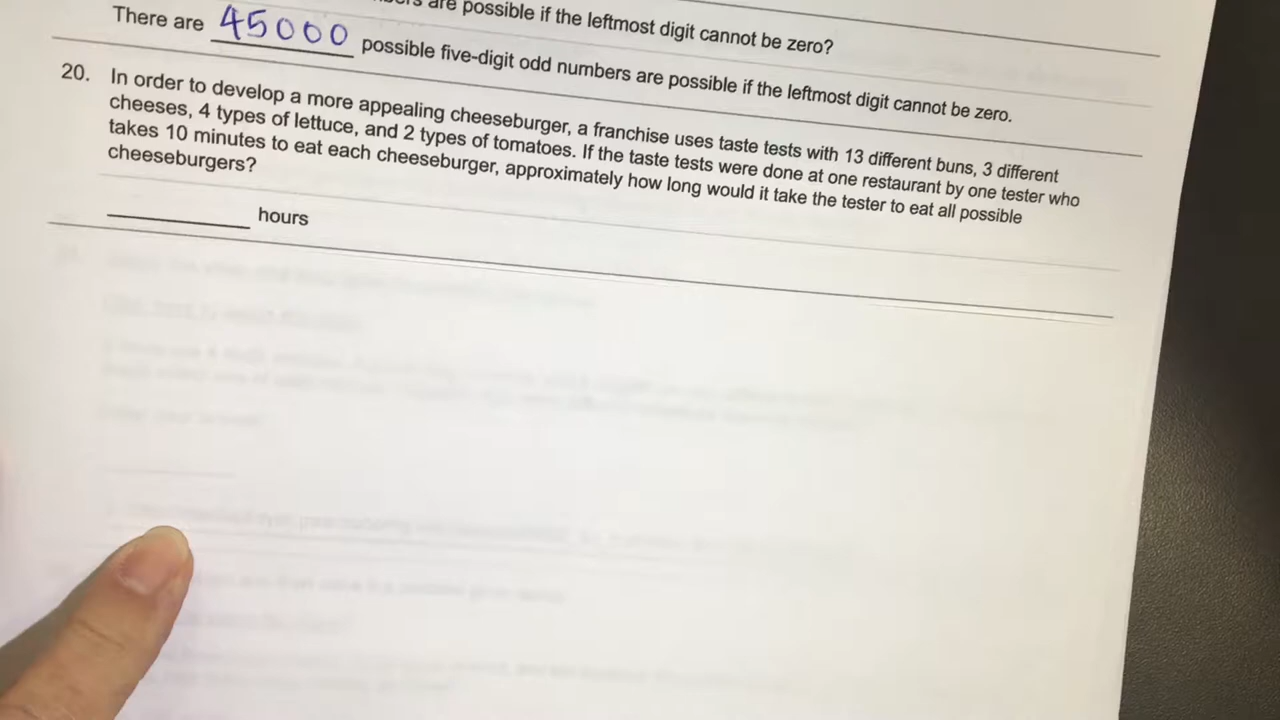 are possible if the leftmost digit cannot be zero?
There are 45000 possible five-digit odd numbers are possible if the leftmost digit cannot be zero.
20. In order to develop a more appealing cheeseburger, a franchise uses taste tests with 13 different buns, 3 different
cheeses, 4 types of lettuce, and 2 types of tomatoes. If the taste tests were done at one restaurant by one tester who
takes 10 minutes to eat each cheeseburger, approximately how long would it take the tester to eat all possible
cheeseburgers?
hours